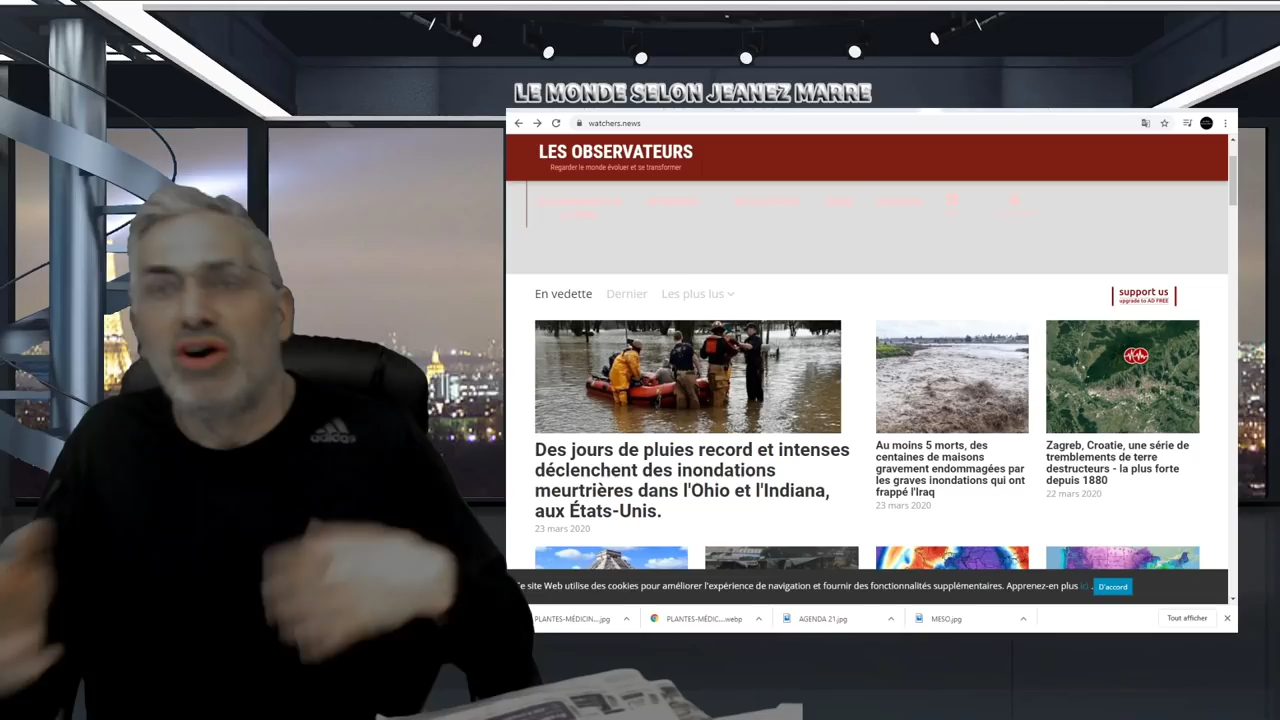 LE MONDE SELON JEANEZ MARRE
watchers.news
LES OBSERVATEURS
Regarder le monde évoluer et se transformer
En vedette
Dernier
Les plus lus
support us
upgrade to AD FREE
Des jours de pluies record et intenses
déclenchent des inondations
meurtrières dans l'Ohio et l'Indiana,
aux États-Unis.
23 mars 2020
Au moins 5 morts, des
centaines de maisons
gravement endommagées par
les graves inondations qui ont
frappé l'Iraq
23 mars 2020
Zagreb, Croatie, une série de
tremblements de terre
destructeurs - la plus forte
depuis 1880
22 mars 2020
Ce site Web utilise des cookies pour améliorer l'expérience de navigation et fournir des fonctionnalités supplémentaires. Apprenez-en plus ici .
D'accord
PLANTES-MÉDICIN....jpg
PLANTES-MÉDIC....webp
AGENDA 21.jpg
MESO.jpg
Tout afficher
adidas